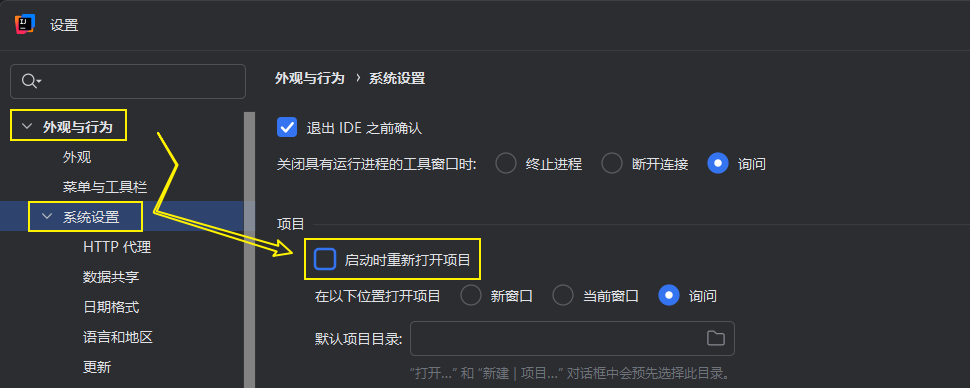 设置
外观与行为
外观
菜单与工具栏
系统设置
HTTP 代理
数据共享
日期格式
语言和地区
更新
外观与行为 › 系统设置
退出 IDE 之前确认
关闭具有运行进程的工具窗口时: 终止进程 断开连接 询问
项目
启动时重新打开项目
在以下位置打开项目 新窗口 当前窗口 询问
默认项目目录:
“打开...” 和 “新建 | 项目...” 对话框中会预先选择此目录。